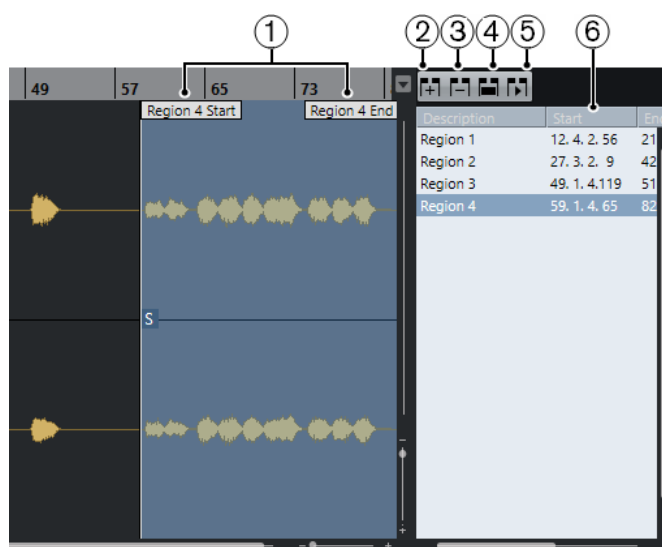 1 2 3 4 5 6
49 57 65 73
Region 4 Start Region 4 End
Description Start En
Region 1 12. 4. 2. 56 21
Region 2 27. 3. 2. 9 42
Region 3 49. 1. 4.119 51
Region 4 59. 1. 4. 65 82
S